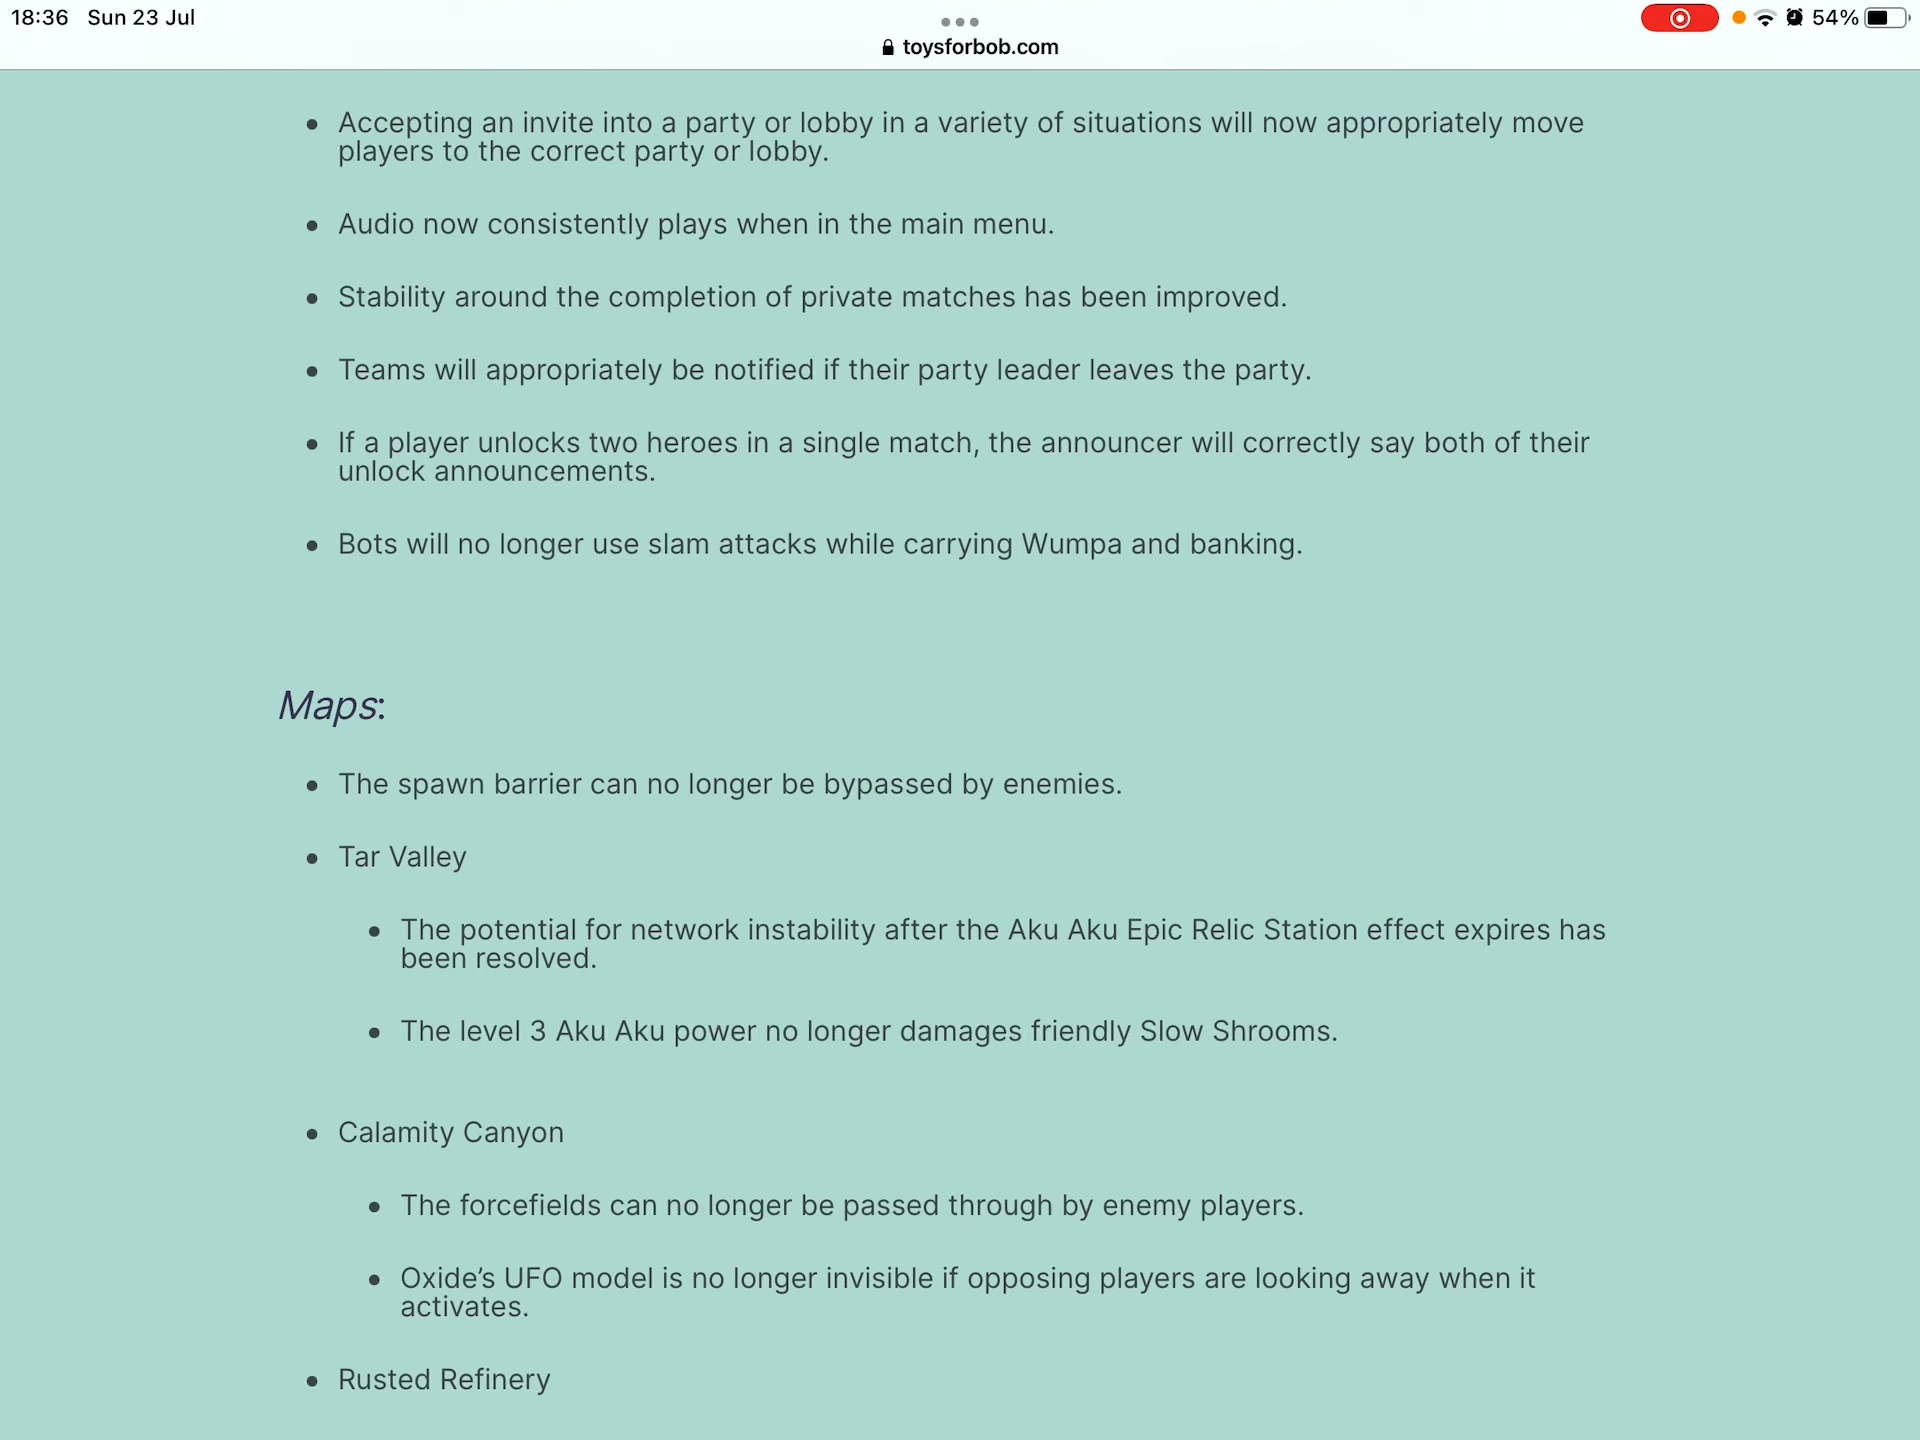 18:36 Sun 23 Jul
54%
toysforbob.com
• Accepting an invite into a party or lobby in a variety of situations will now appropriately move
players to the correct party or lobby.
• Audio now consistently plays when in the main menu.
• Stability around the completion of private matches has been improved.
• Teams will appropriately be notified if their party leader leaves the party.
• If a player unlocks two heroes in a single match, the announcer will correctly say both of their
unlock announcements.
• Bots will no longer use slam attacks while carrying Wumpa and banking.
Maps:
• The spawn barrier can no longer be bypassed by enemies.
• Tar Valley
• The potential for network instability after the Aku Aku Epic Relic Station effect expires has
been resolved.
• The level 3 Aku Aku power no longer damages friendly Slow Shrooms.
• Calamity Canyon
• The forcefields can no longer be passed through by enemy players.
• Oxide’s UFO model is no longer invisible if opposing players are looking away when it
activates.
• Rusted Refinery